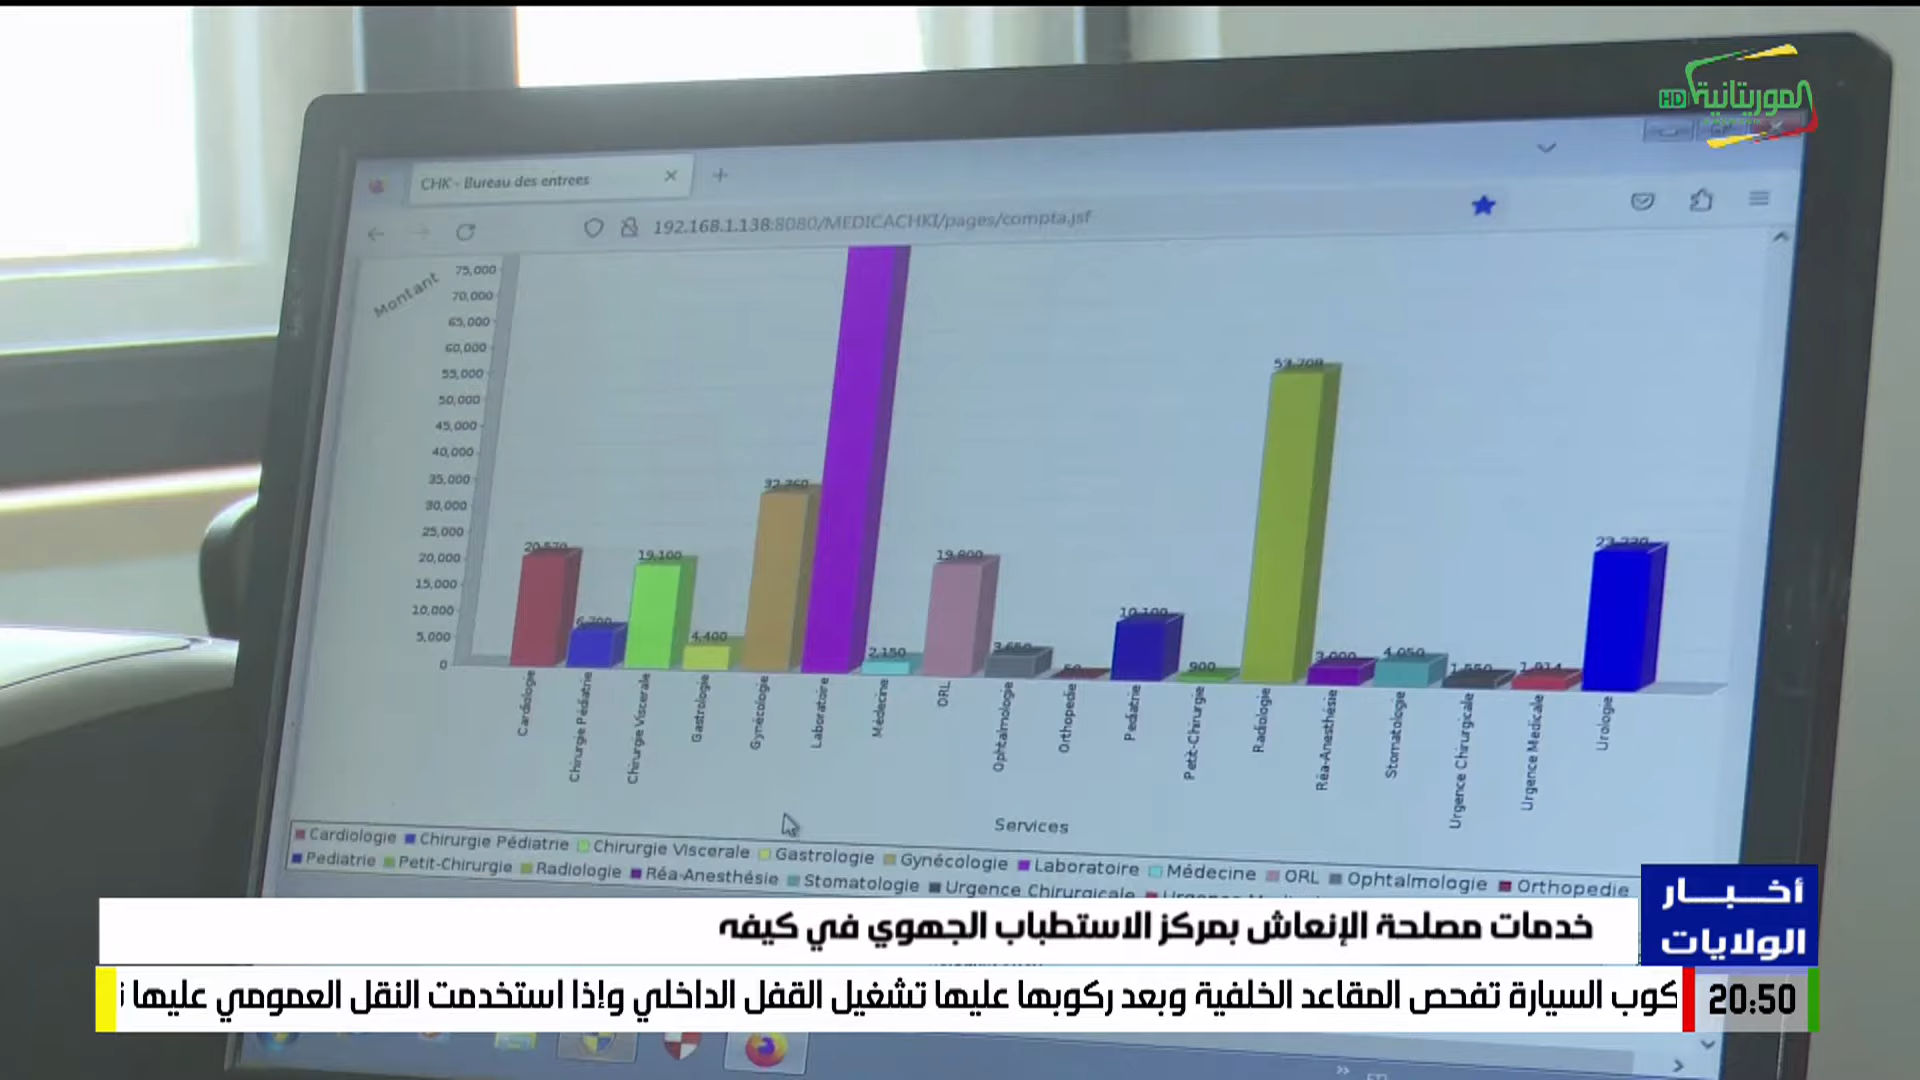 الموريتانية
HD
CHK - Bureau des entrees
192.168.1.138:8080/MEDICACHKI/pages/compta.jsf
Montant
75,000
70,000
65,000
60,000
55,000
50,000
45,000
40,000
35,000
30,000
25,000
20,000
15,000
10,000
5,000
0
20,570
19,100
4,400
32,360
2,150
19,800
3,650
50
10,100
900
3,000
4,050
1,550
1,914
Cardiologie
Chirurgie Pédiatrie
Chirurgie Viscerale
Gastrologie
Gynécologie
Laboratoire
Médecine
ORL
Ophtalmologie
Orthopedie
Pediatrie
Petit-Chirurgie
Radiologie
Réa-Anesthésie
Stomatologie
Urgence Chirurgicale
Urgence Medicale
Urologie
Services
Cardiologie Chirurgie Pédiatrie Chirurgie Viscerale Gastrologie Gynécologie Laboratoire Médecine ORL Ophtalmologie Orthopedie
Pediatrie Petit-Chirurgie Radiologie Réa-Anesthésie Stomatologie Urgence Chirurgicale
أخبار
الولايات
خدمات مصلحة الإنعاش بمركز الاستطباب الجهوي في كيفه
كوب السيارة تفحص المقاعد الخلفية وبعد ركوبها عليها تشغيل القفل الداخلي وإذا استخدمت النقل العمومي عليها
20:50